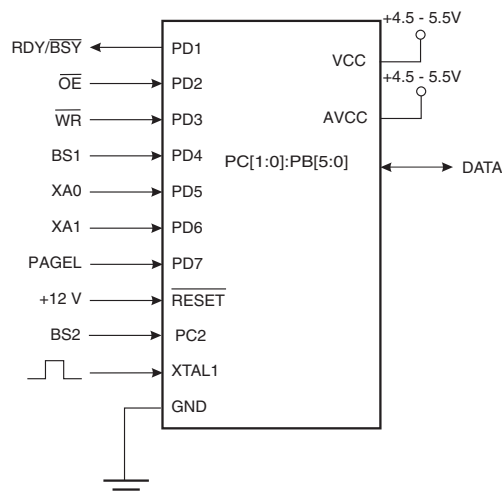 +4.5 - 5.5V
RDY/BSY PD1
VCC
+4.5 - 5.5V
OE PD2
WR PD3 AVCC
BS1 PD4 PC[1:0]:PB[5:0] DATA
XA0 PD5
XA1 PD6
PAGEL PD7
+12 V RESET
BS2 PC2
XTAL1
GND